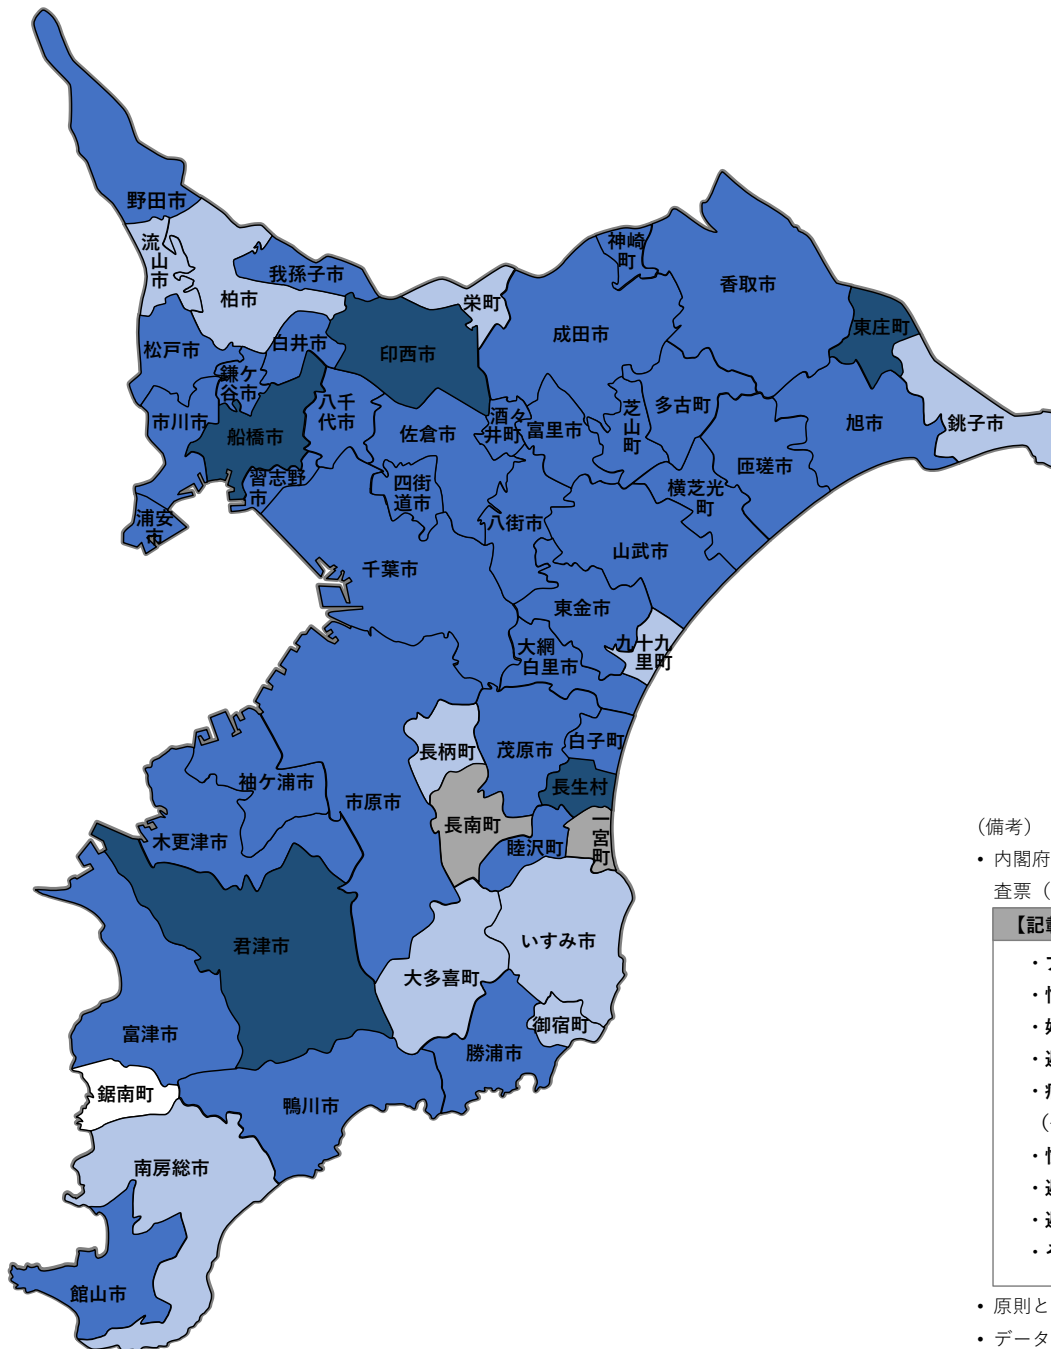 野田市
流
山
市
柏市
我孫子市
栄町
神崎
町
香取市
成田市
東庄町
松戸市
白井市
印西市
鎌ケ
谷市
市川市
船橋市
八千
代市
佐倉市
酒々
井町
富里市
芝
山
町
多古町
旭市
銚子市
匝瑳市
習志野
市
四街
道市
八街市
横芝光
町
浦安
市
千葉市
山武市
東金市
大網
白里市
九十九
里町
長柄町
茂原市
白子町
袖ケ浦市
市原市
長生村
木更津市
長南町
睦沢町
一
宮
町
君津市
いすみ市
大多喜町
富津市
御宿町
勝浦市
鋸南町
鴨川市
南房総市
館山市
（備考）
• 内閣府
査票（
【記
・
・
・
・
・
（
・
・
・
・
• 原則と
• データ